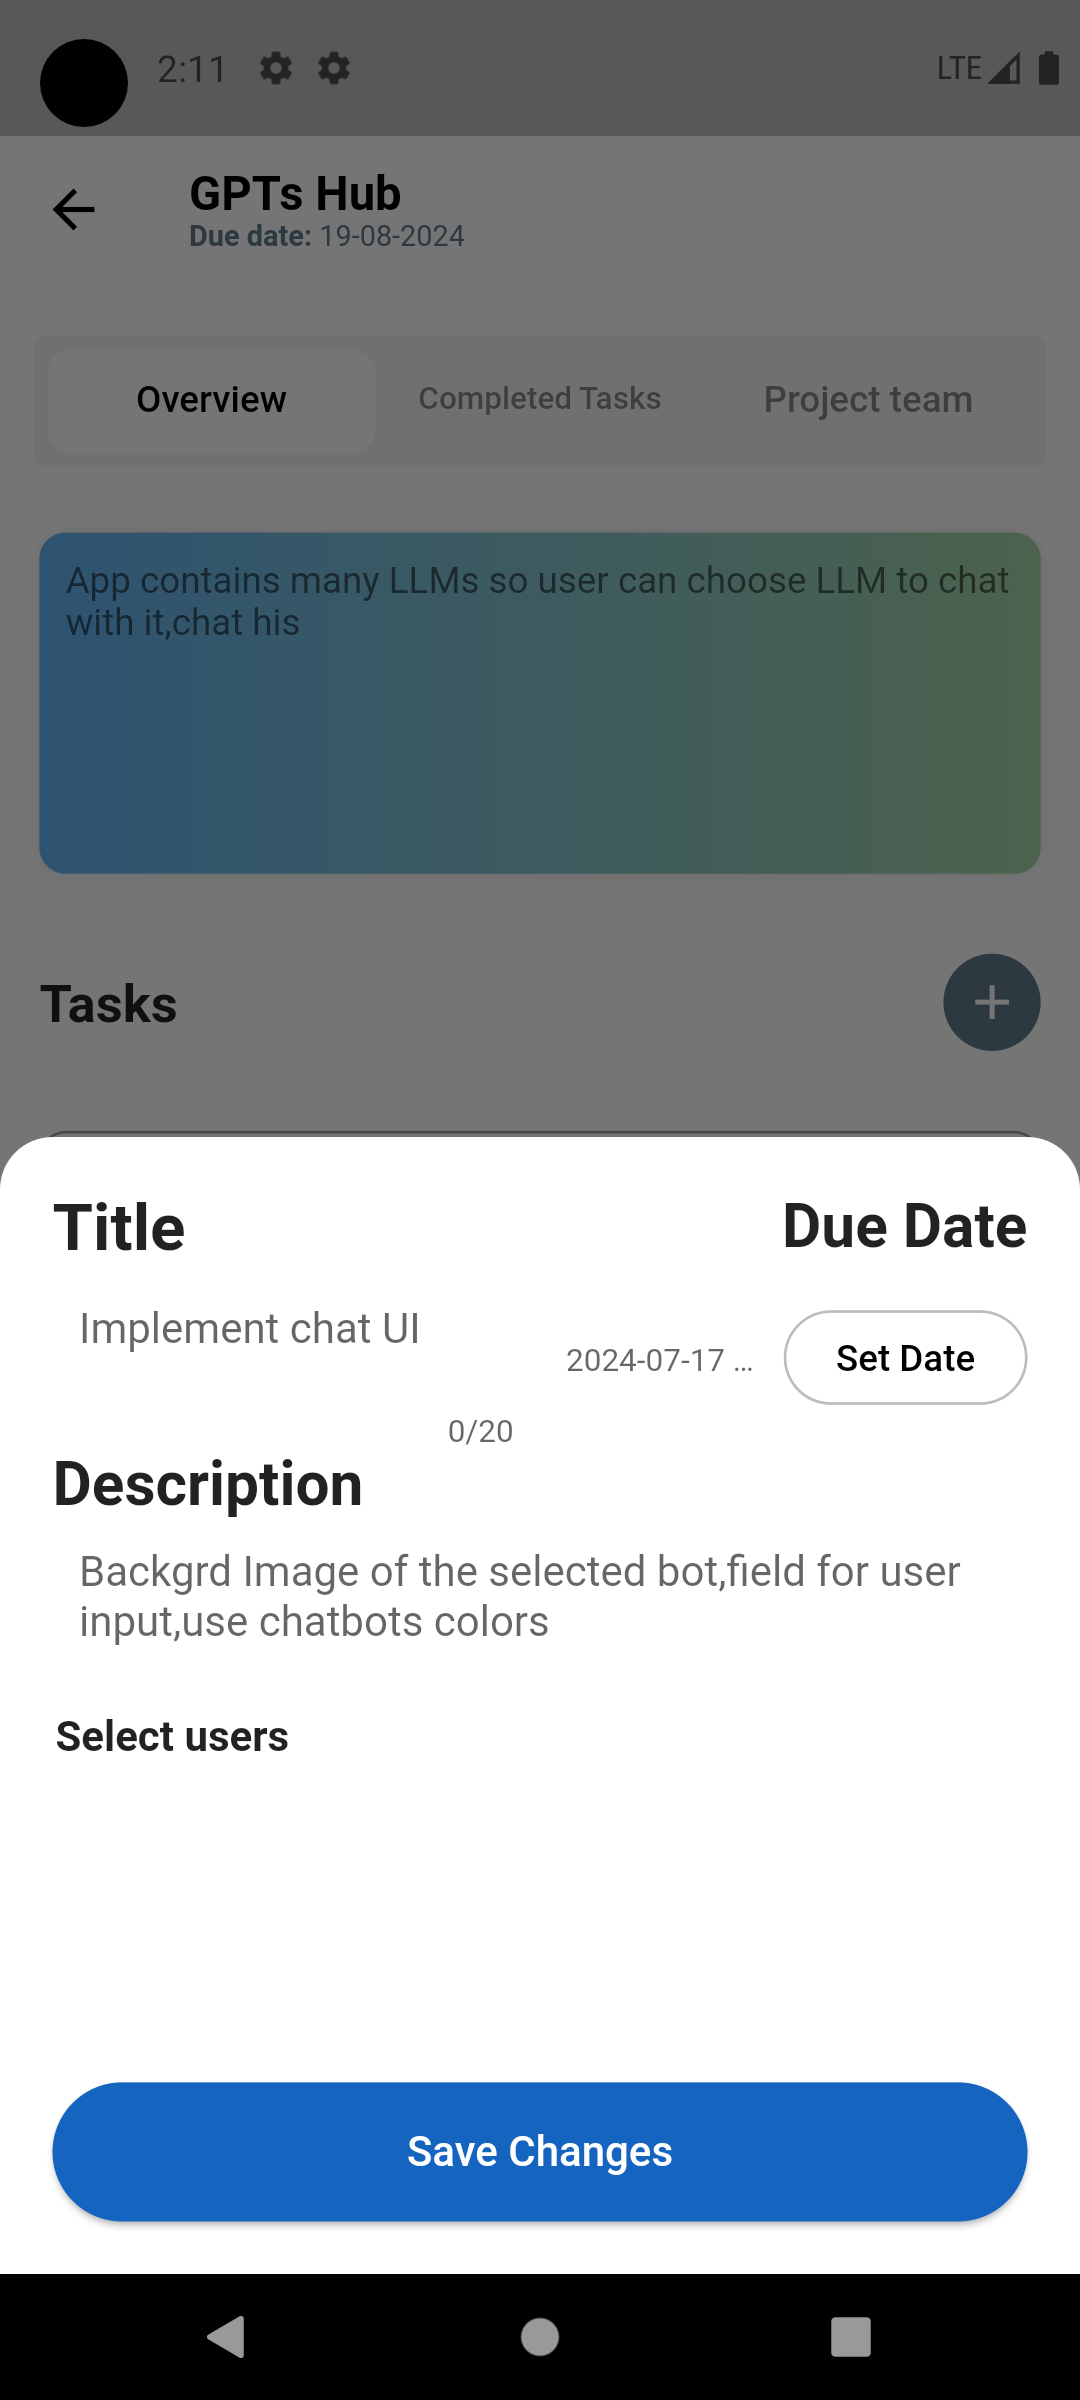 2:11
LTE
GPTs Hub
Due date: 19-08-2024
Overview
Completed Tasks
Project team
App contains many LLMs so user can choose LLM to chat
with it,chat his
Tasks
Title
Due Date
Implement chat UI
2024-07-17 ...
Set Date
0/20
Description
Backgrd Image of the selected bot,field for user
input,use chatbots colors
Select users
Save Changes